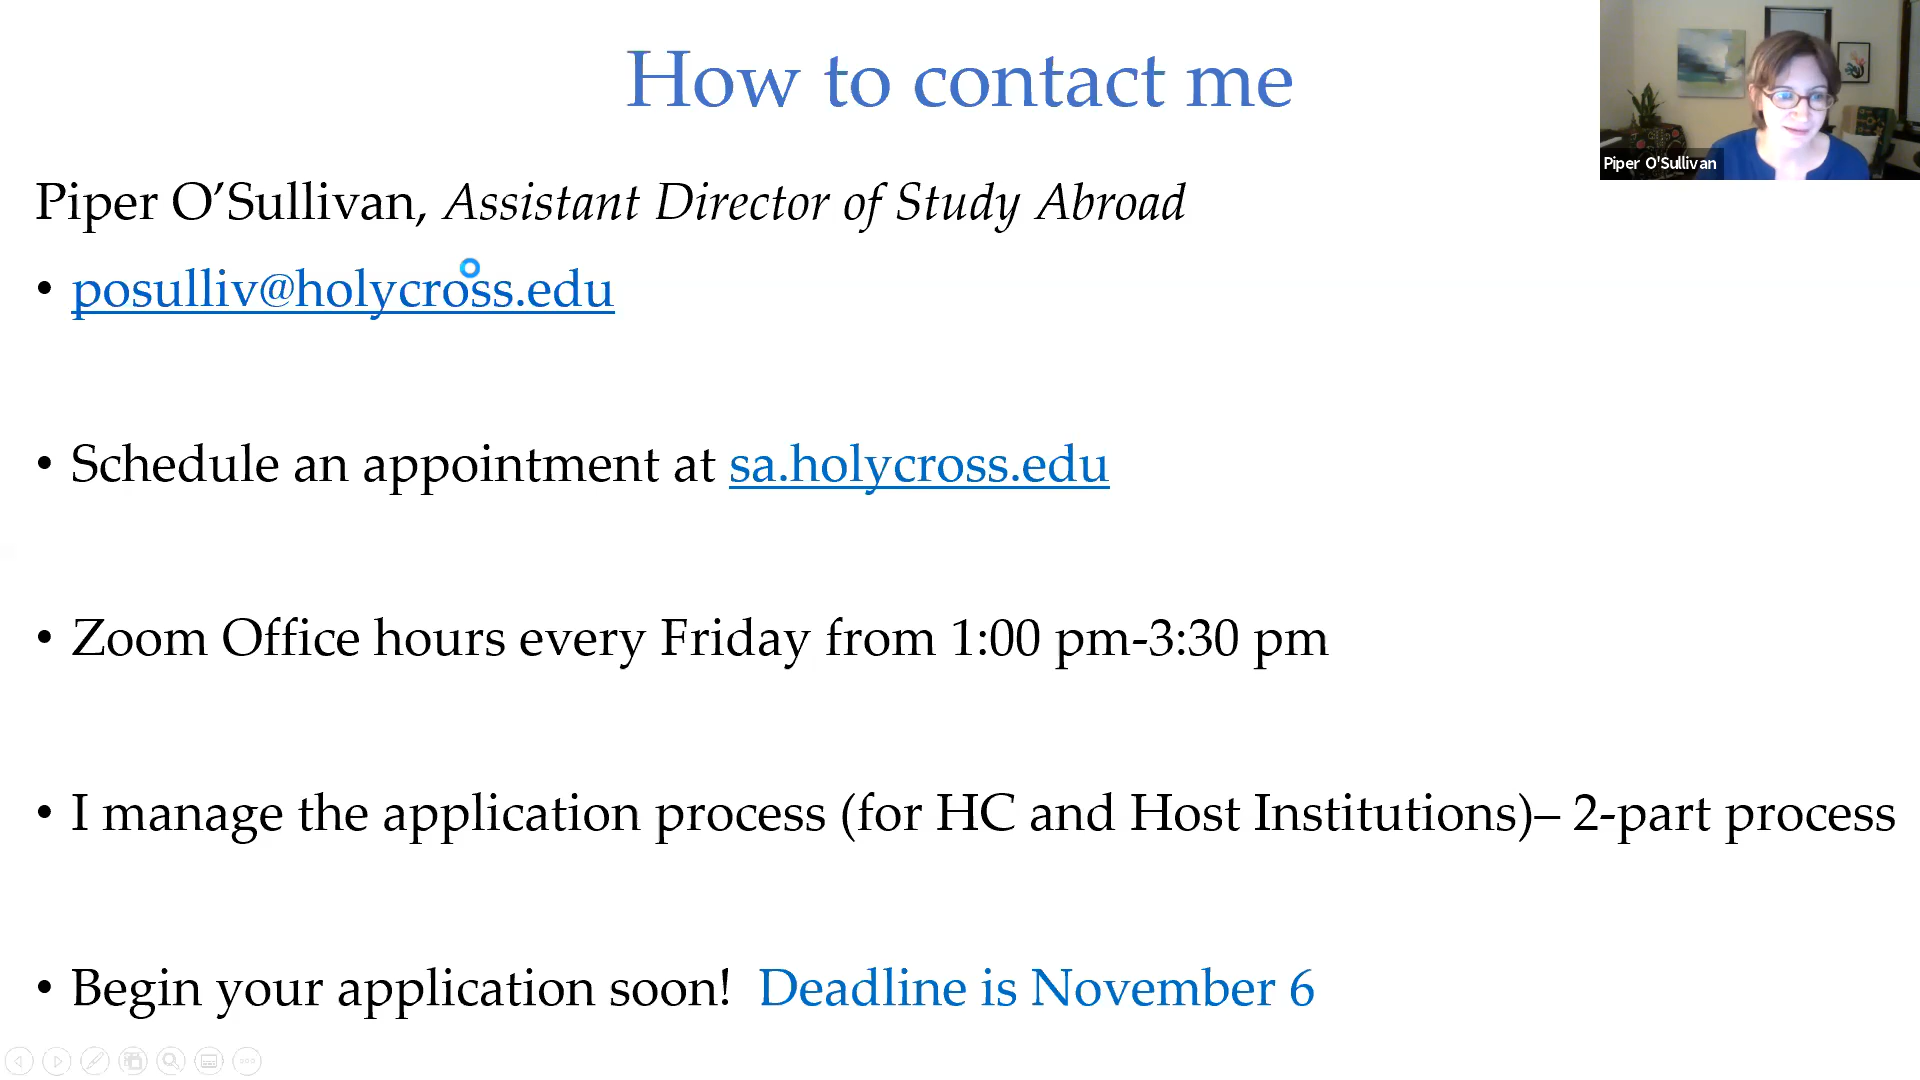 How to contact me
Piper O'Sullivan
Piper O’Sullivan, Assistant Director of Study Abroad
• posulliv@holycross.edu
• Schedule an appointment at sa.holycross.edu
• Zoom Office hours every Friday from 1:00 pm-3:30 pm
• I manage the application process (for HC and Host Institutions)– 2-part process
• Begin your application soon!  Deadline is November 6